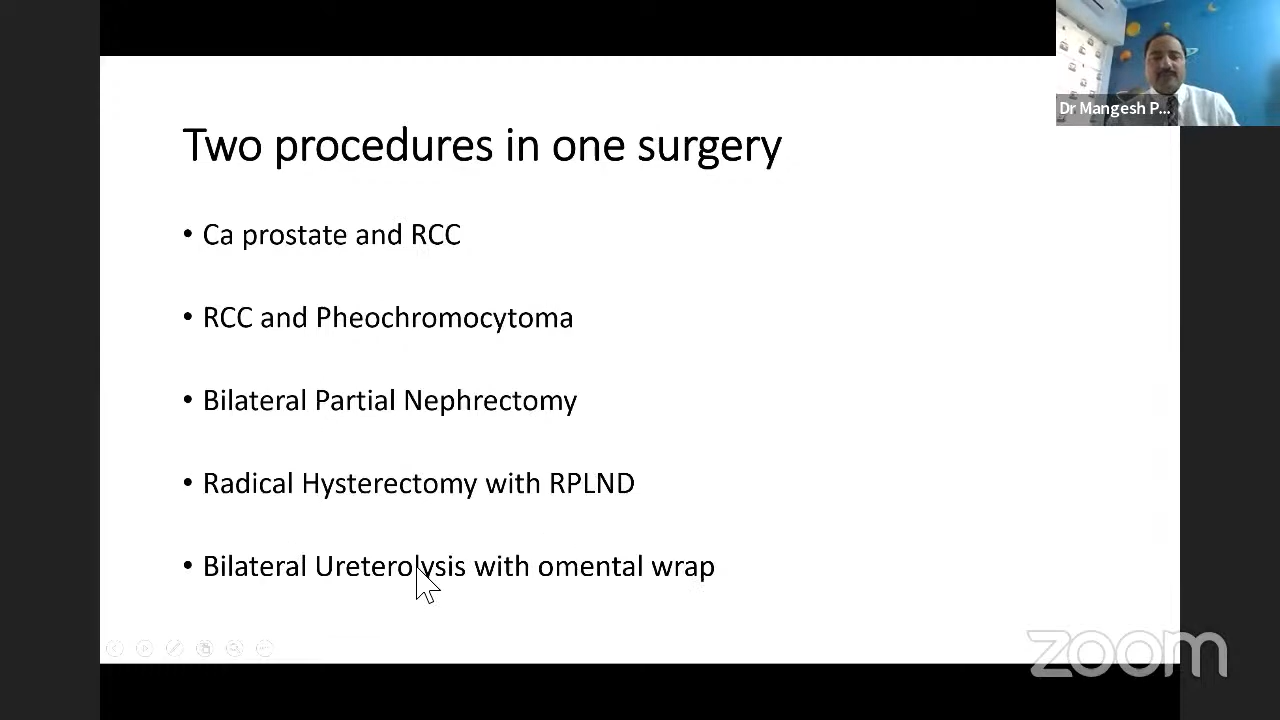 Dr Mangesh P...
Two procedures in one surgery
• Ca prostate and RCC
• RCC and Pheochromocytoma
• Bilateral Partial Nephrectomy
• Radical Hysterectomy with RPLND
• Bilateral Ureterolysis with omental wrap
zoom